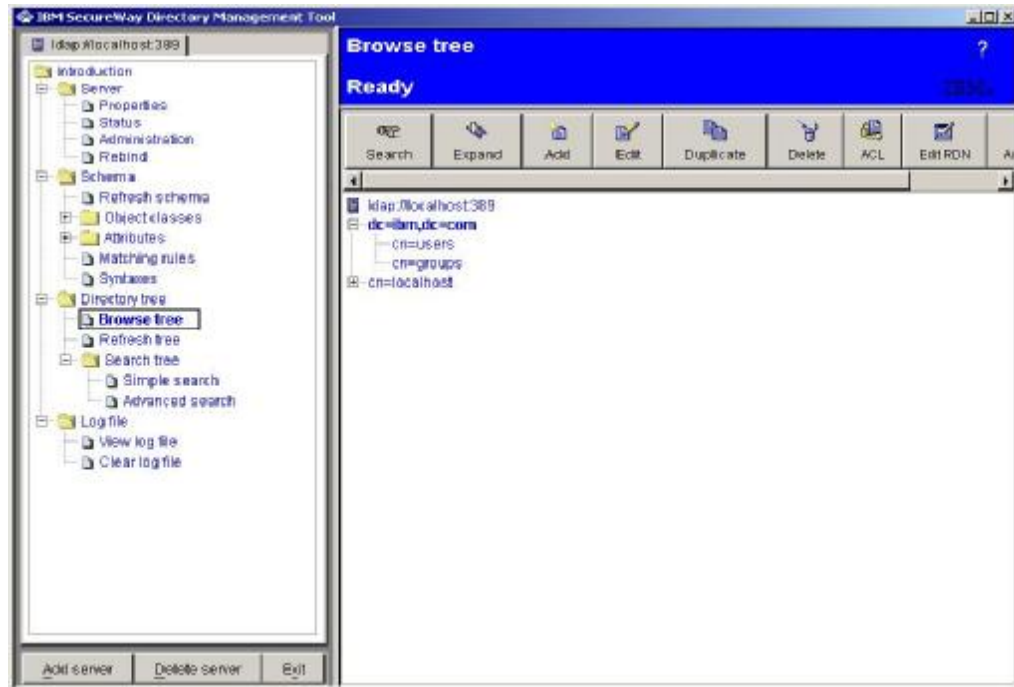 IBM SecureWay Directory Management Tool
ldap://localhost:389
Introduction
Server
Properties
Status
Administration
Rebind
Schema
Refresh schema
Object classes
Attributes
Matching rules
Syntaxes
Directory tree
Browse tree
Refresh tree
Search tree
Simple search
Advanced search
Log file
View log file
Clear log file
Add server
Delete server
Exit
Browse tree
?
Ready
IBM.
Search
Expand
Add
Edit
Duplicate
Delete
ACL
Edit RDN
ldap://localhost:389
dc=ibm,dc=com
cn=users
cn=groups
cn=localhost